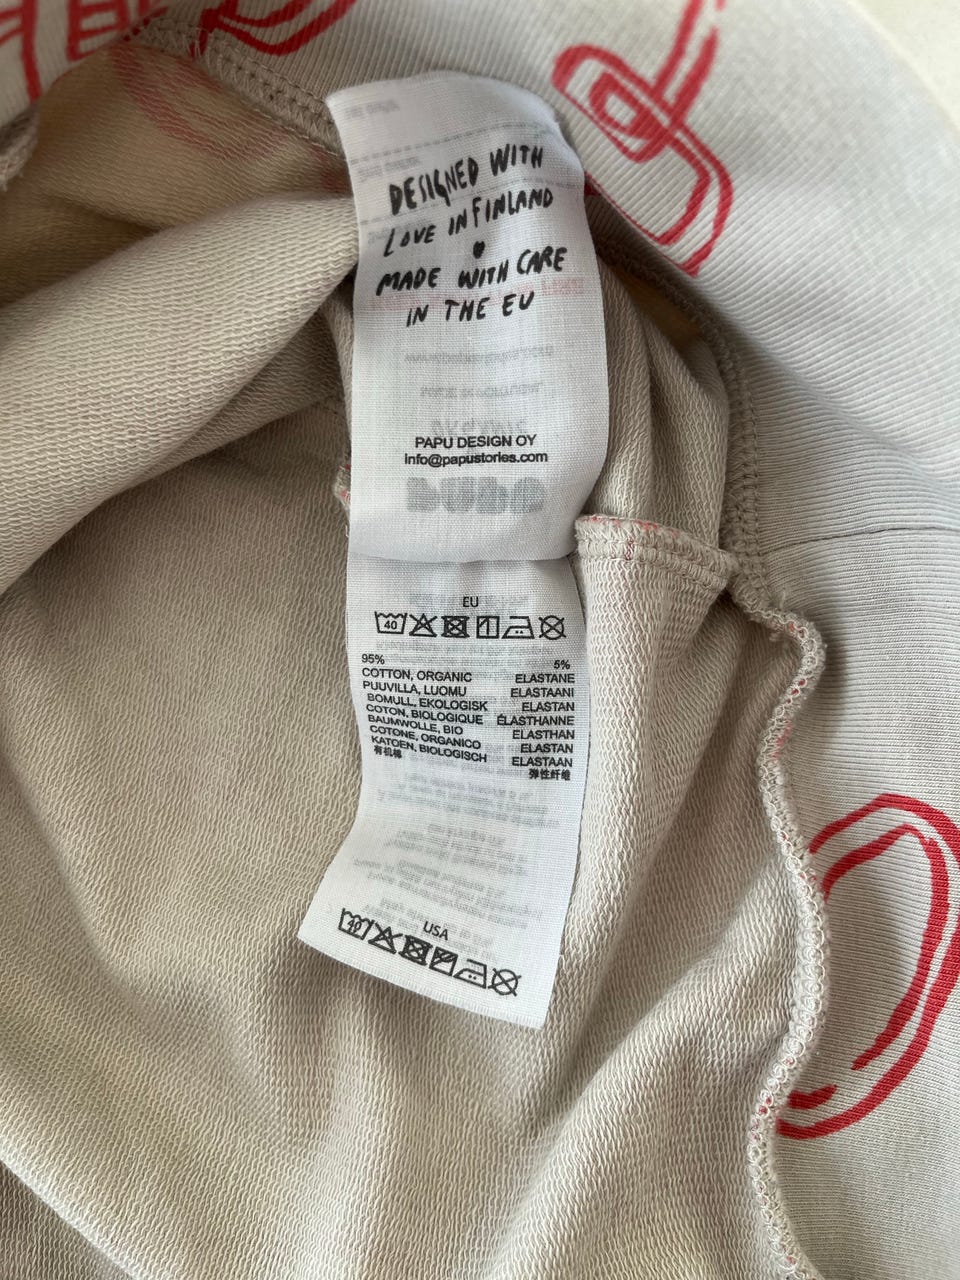 DESIGNED WITH
LOVE IN FINLAND
MADE WITH CARE
IN THE EU
PAPU DESIGN OY
info@papustories.com
EU
40
95% 5%
COTTON, ORGANIC ELASTANE
PUUVILLA, LUOMU ELASTAANI
BOMULL, EKOLOGISK ELASTAN
COTON, BIOLOGIQUE ÉLASTHANNE
BAUMWOLLE, BIO ELASTHAN
COTONE, ORGANICO ELASTAN
KATOEN, BIOLOGISCH ELASTAAN
有机棉 弹性纤维
USA
40